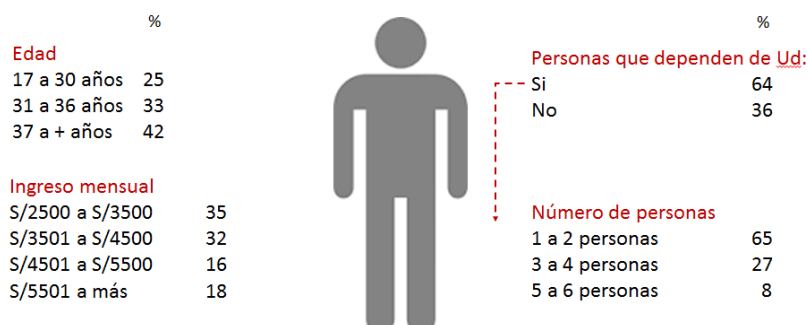 %
Edad
17 a 30 años 25
31 a 36 años 33
37 a + años 42
Ingreso mensual
S/2500 a S/3500 35
S/3501 a S/4500 32
S/4501 a S/5500 16
S/5501 a más 18
%
Personas que dependen de Ud:
Si 64
No 36
Número de personas
1 a 2 personas 65
3 a 4 personas 27
5 a 6 personas 8